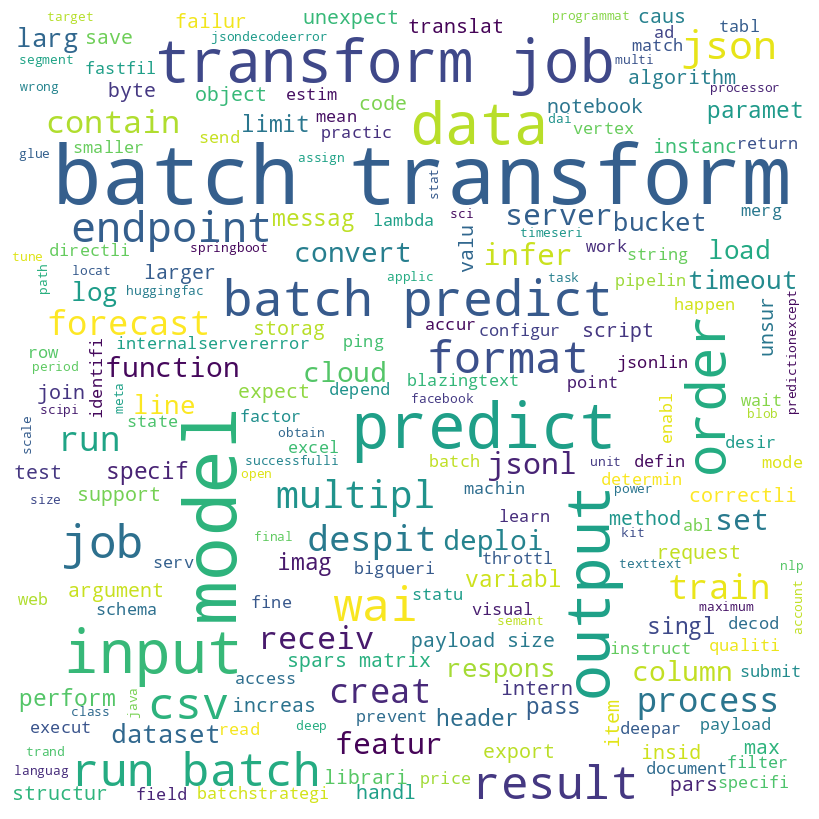 target
failur
unexpect
translat
programmat
caus
tabl
larg
save
jsondecodeerror
transform job
ad
match
multi
json
segment
fastfil
wrong
byte
object
estim
code
algorithm
processor
contain
limit
mean
practic
data
notebook
dai
vertex
paramet
smaller
send
instanc
return
glue
assign
batch transform
stat
endpoint
messag
lambda
sci
server
bucket
merg
timeseri
tune
directli
springboot
convert
valu
infer
work
string
load
path
locat
larger
applic
task
pipelin
timeout
log
huggingfac
batch predict
happen
forecast
storag
accur
configur
script
unsur
predictionexcept
internalservererror
ping
format
jsonlin
order
row
period
identifi
function
cloud
join
scipi
meta
line
expect
depend
blazingtext
facebook
point
enabl
wait
blob
state
factor
obtain
predict
desir
scale
run
model
excel
test
specif
successfulli
open
batch
jsonl
unit
defin
mode
size
support
multipl
machin
power
determin
correctli
learn
output
kit
method
abl
set
job
final
despit
deploi
serv
imag
bigqueri
throttl
texttext
request
nlp
web
argument
schema
fine
wai
statu
variabl
visual
train
maximum
account
semant
singl
decod
input
receiv
payload size
instruct
qualiti
spars matrix
respons
column
submit
access
intern
perform
java
class
csv
increas
creat
pass
item
process
prevent
header
deepar
payload
execut
dataset
read
deep
featur
export
insid
max
trand
languag
run batch
librari
price
document
filter
result
pars
specifi
structur
field
batchstrategi
handl